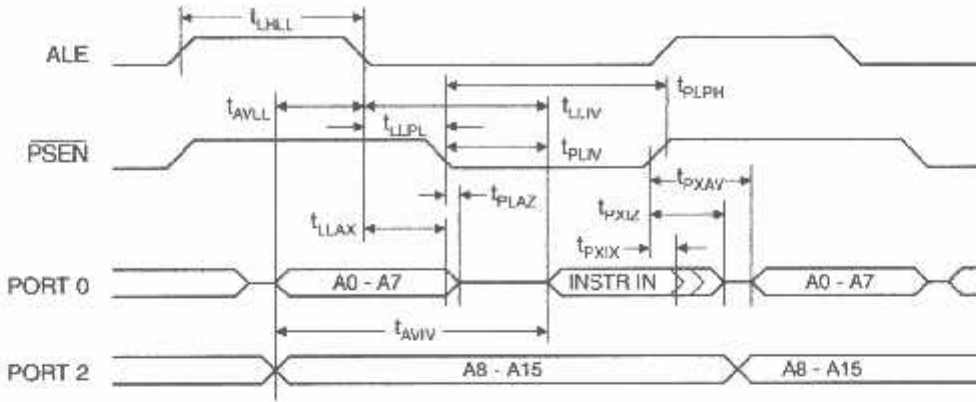 tLHLL
ALE
tPLPH
tAVLL
tLLIV
tLLPL
PSEN
tPLIV
tPXAV
tPLAZ
tPXIZ
tLLAX
tPXIX
PORT 0
A0 - A7
INSTR IN
A0 - A7
tAVIV
PORT 2
A8 - A15
A8 - A15